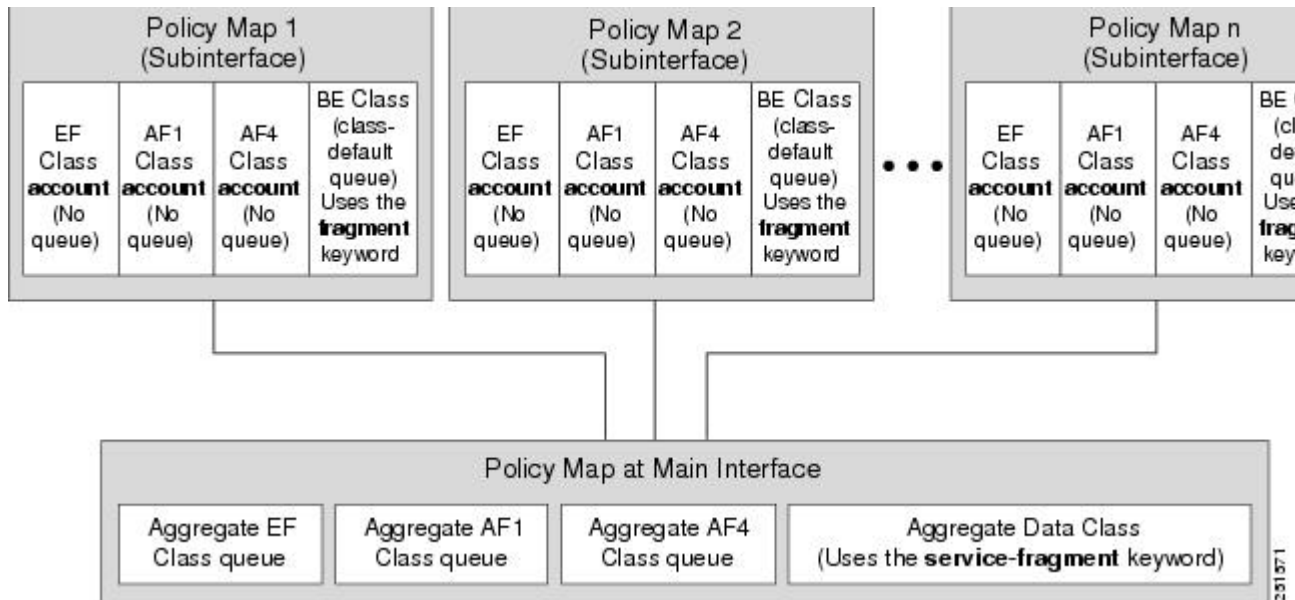 Policy Map 1
(Subinterface)
EF
Class
account
(No
queue)
AF1
Class
account
(No
queue)
AF4
Class
account
(No
queue)
BE Class
(class-
default
queue)
Uses the
fragment
keyword
Policy Map 2
(Subinterface)
EF
Class
account
(No
queue)
AF1
Class
account
(No
queue)
AF4
Class
account
(No
queue)
BE Class
(class-
default
queue)
Uses the
fragment
keyword
Policy Map n
(Subinterface)
EF
Class
account
(No
queue)
AF1
Class
account
(No
queue)
AF4
Class
account
(No
queue)
BE
Policy Map at Main Interface
Aggregate EF
Class queue
Aggregate AF1
Class queue
Aggregate AF4
Class queue
Aggregate Data Class
(Uses the service-fragment keyword)
251571